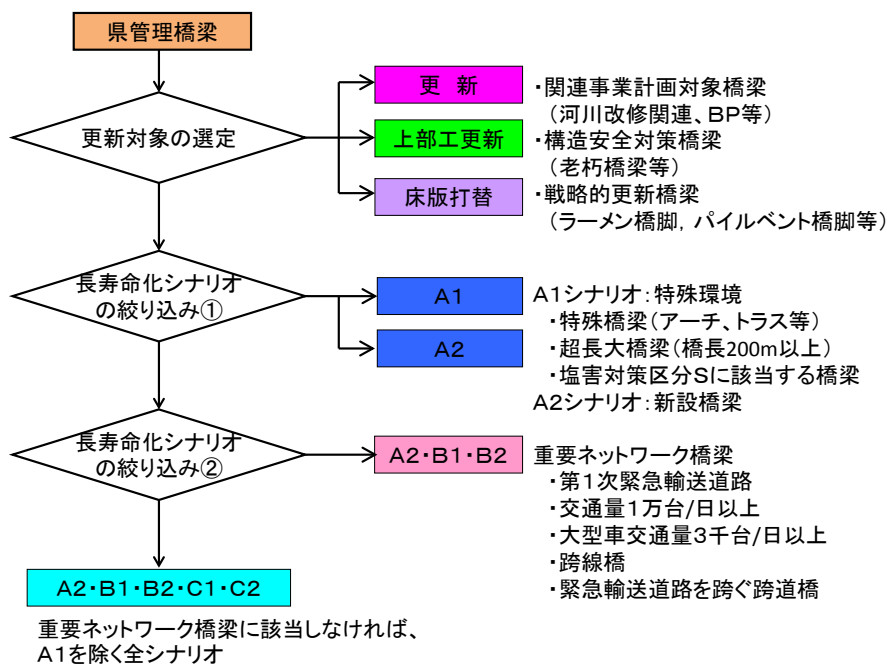 県管理橋梁
更新対象の選定
更 新
・関連事業計画対象橋梁
（河川改修関連、BP等）
上部工更新
・構造安全対策橋梁
（老朽橋梁等）
床版打替
・戦略的更新橋梁
（ラーメン橋脚，パイルベント橋脚等）
長寿命化シナリオ
の絞り込み①
A1
A2
A1シナリオ：特殊環境
・特殊橋梁（アーチ、トラス等）
・超長大橋梁（橋長200m以上）
・塩害対策区分Sに該当する橋梁
A2シナリオ：新設橋梁
長寿命化シナリオ
の絞り込み②
A2・B1・B2
重要ネットワーク橋梁
・第1次緊急輸送道路
・交通量1万台/日以上
・大型車交通量3千台/日以上
・跨線橋
・緊急輸送道路を跨ぐ跨道橋
A2・B1・B2・C1・C2
重要ネットワーク橋梁に該当しなければ、
A1を除く全シナリオ